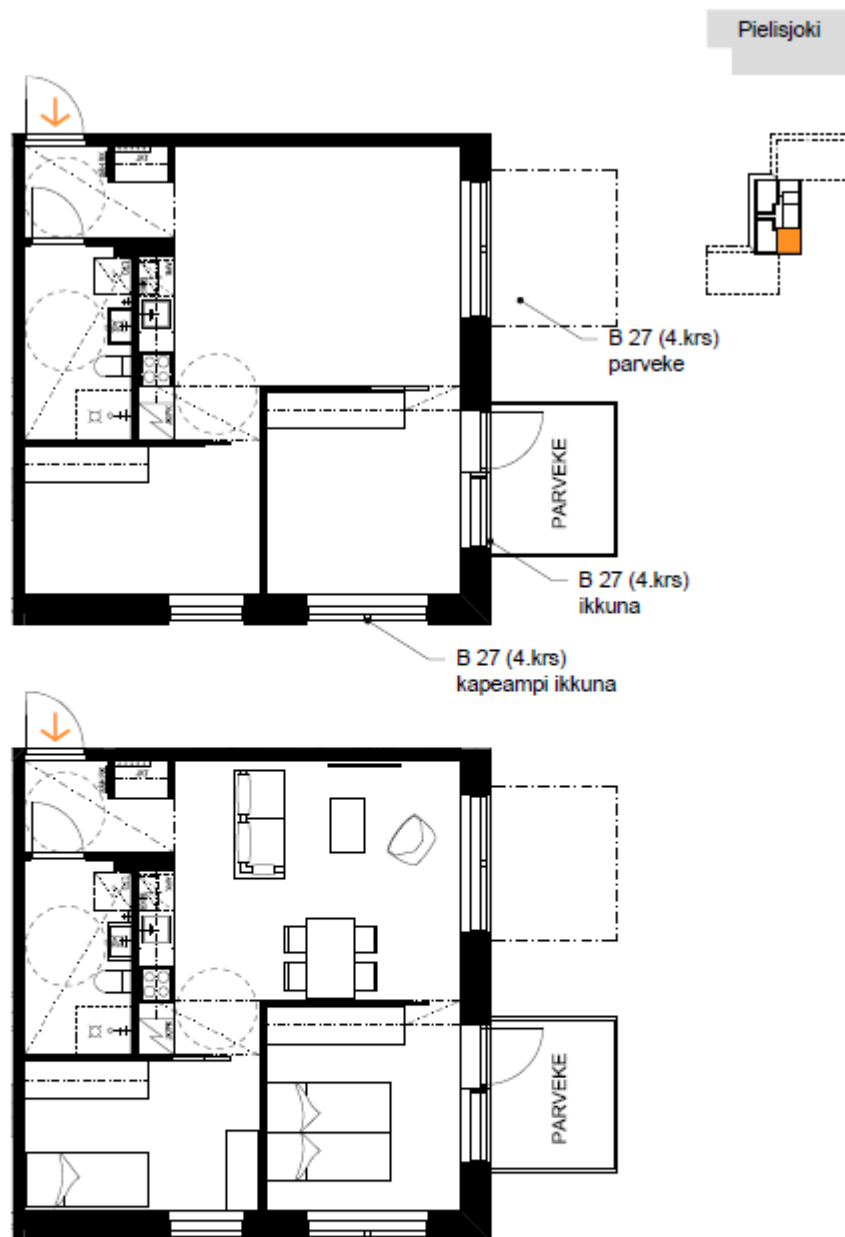 Pielisjoki
B 27 (4.krs)
parveke
PARVEKE
B 27 (4.krs)
ikkuna
B 27 (4.krs)
kapeampi ikkuna
PARVEKE